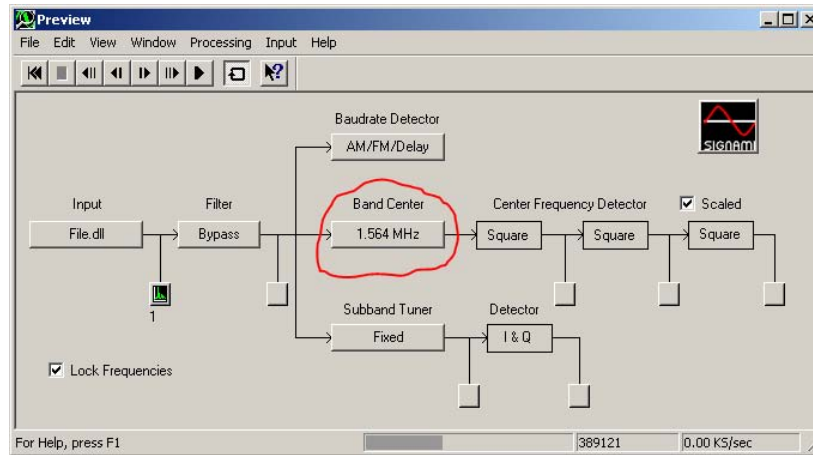 Preview
File Edit View Window Processing Input Help
Baudrate Detector
AM/FM/Delay
SIGNAMI
Input
Filter
Band Center
Center Frequency Detector
Scaled
File.dll
Bypass
1.564 MHz
Square
Square
Square
1
Subband Tuner
Detector
Fixed
I & Q
Lock Frequencies
For Help, press F1
389121
0.00 KS/sec